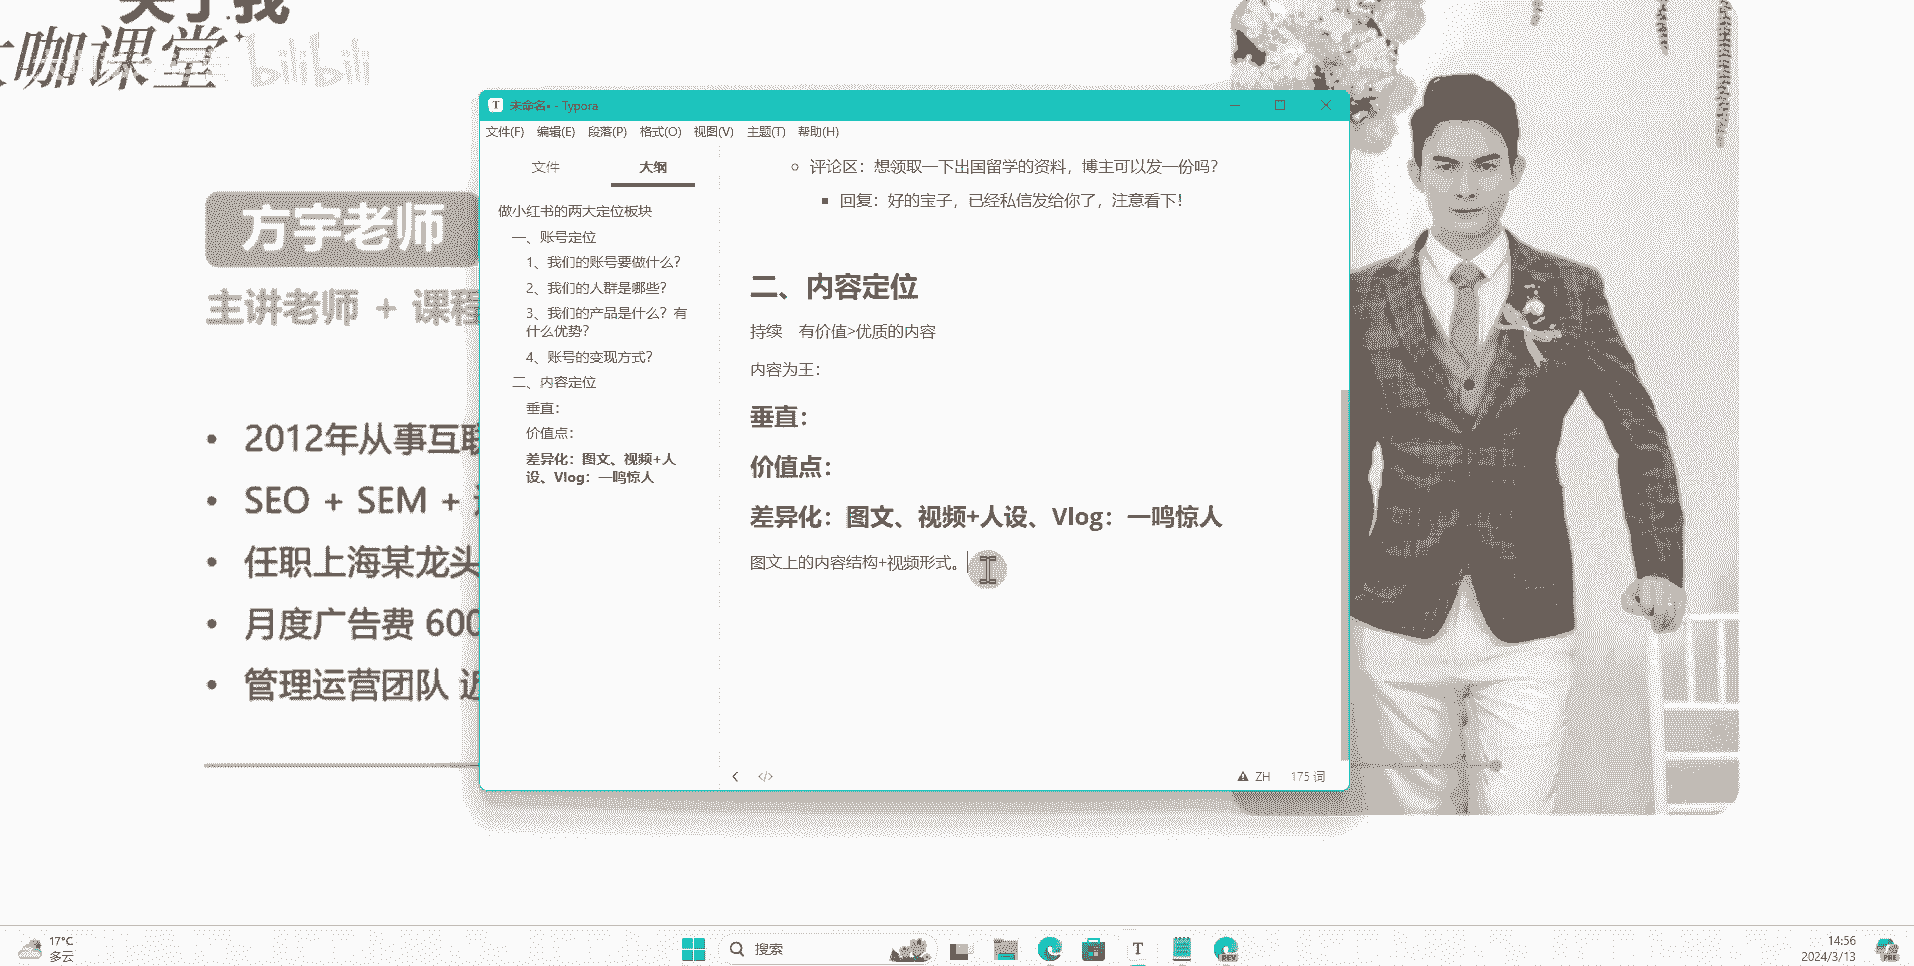 关于我
大咖课堂
bilibili
方宇老师
主讲老师 + 课程
2012年从事互联
SEO + SEM +
任职上海某龙头
月度广告费 600
管理运营团队 近
未命名• - Typora
文件(F) 编辑(E) 段落(P) 格式(O) 视图(V) 主题(T) 帮助(H)
文件 大纲
做小红书的两大定位板块
一、账号定位
1、我们的账号要做什么？
2、我们的人群是哪些？
3、我们的产品是什么？有
什么优势？
4、账号的变现方式？
二、内容定位
垂直：
价值点：
差异化：图文、视频+人
设、Vlog：一鸣惊人
评论区：想领取一下出国留学的资料，博主可以发一份吗？
回复：好的宝子，已经私信发给你了，注意看下！
二、内容定位
持续 有价值>优质的内容
内容为王：
垂直：
价值点：
差异化：图文、视频+人设、Vlog：一鸣惊人
图文上的内容结构+视频形式。
ZH 175 词
17°C
多云
搜索
T
14:56
2024/3/13